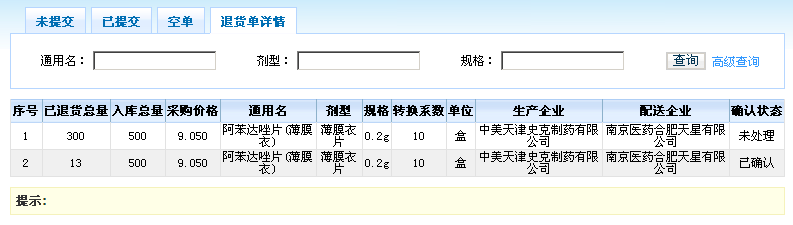 未提交 已提交 空单 退货单详情
通用名： 剂型： 规格： 查询 高级查询
序号 已退货总量 入库总量 采购价格 通用名 剂型 规格 转换系数 单位 生产企业 配送企业 确认状态
1 300 500 9.050 阿苯达唑片(薄膜衣) 薄膜衣片 0.2g 10 盒 中美天津史克制药有限公司 南京医药合肥天星有限公司 未处理
2 13 500 9.050 阿苯达唑片(薄膜衣) 薄膜衣片 0.2g 10 盒 中美天津史克制药有限公司 南京医药合肥天星有限公司 已确认
提示：